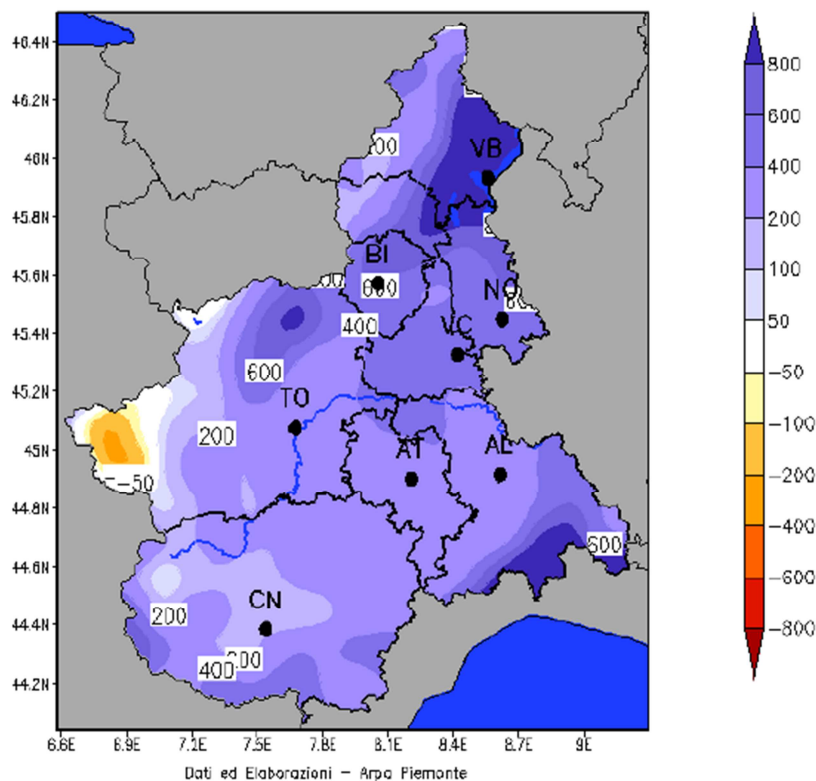 46.4N
46.2N
46N
45.8N
45.6N
45.4N
45.2N
45N
44.8N
44.6N
44.4N
44.2N
VB
BI
600
NO
400
VC
600
TO
200
AT
AL
-50
600
CN
200
400
6.6E 6.9E 7.2E 7.5E 7.8E 8.1E 8.4E 8.7E 9E
800
600
400
200
100
50
-50
-100
-200
-400
-600
-800
Dati ed Elaborazioni - Arpa Piemonte